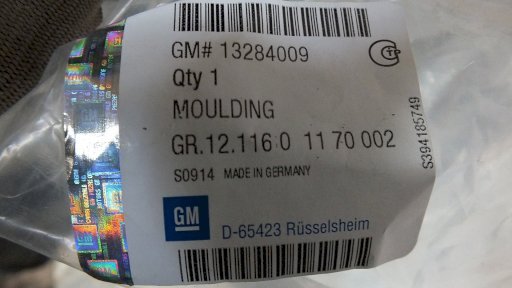 GM# 13284009
Qty 1
MOULDING
GR.12.116.0 11 70 002
S0914 MADE IN GERMANY
GM D-65423 Rüsselsheim
S394185749
GM